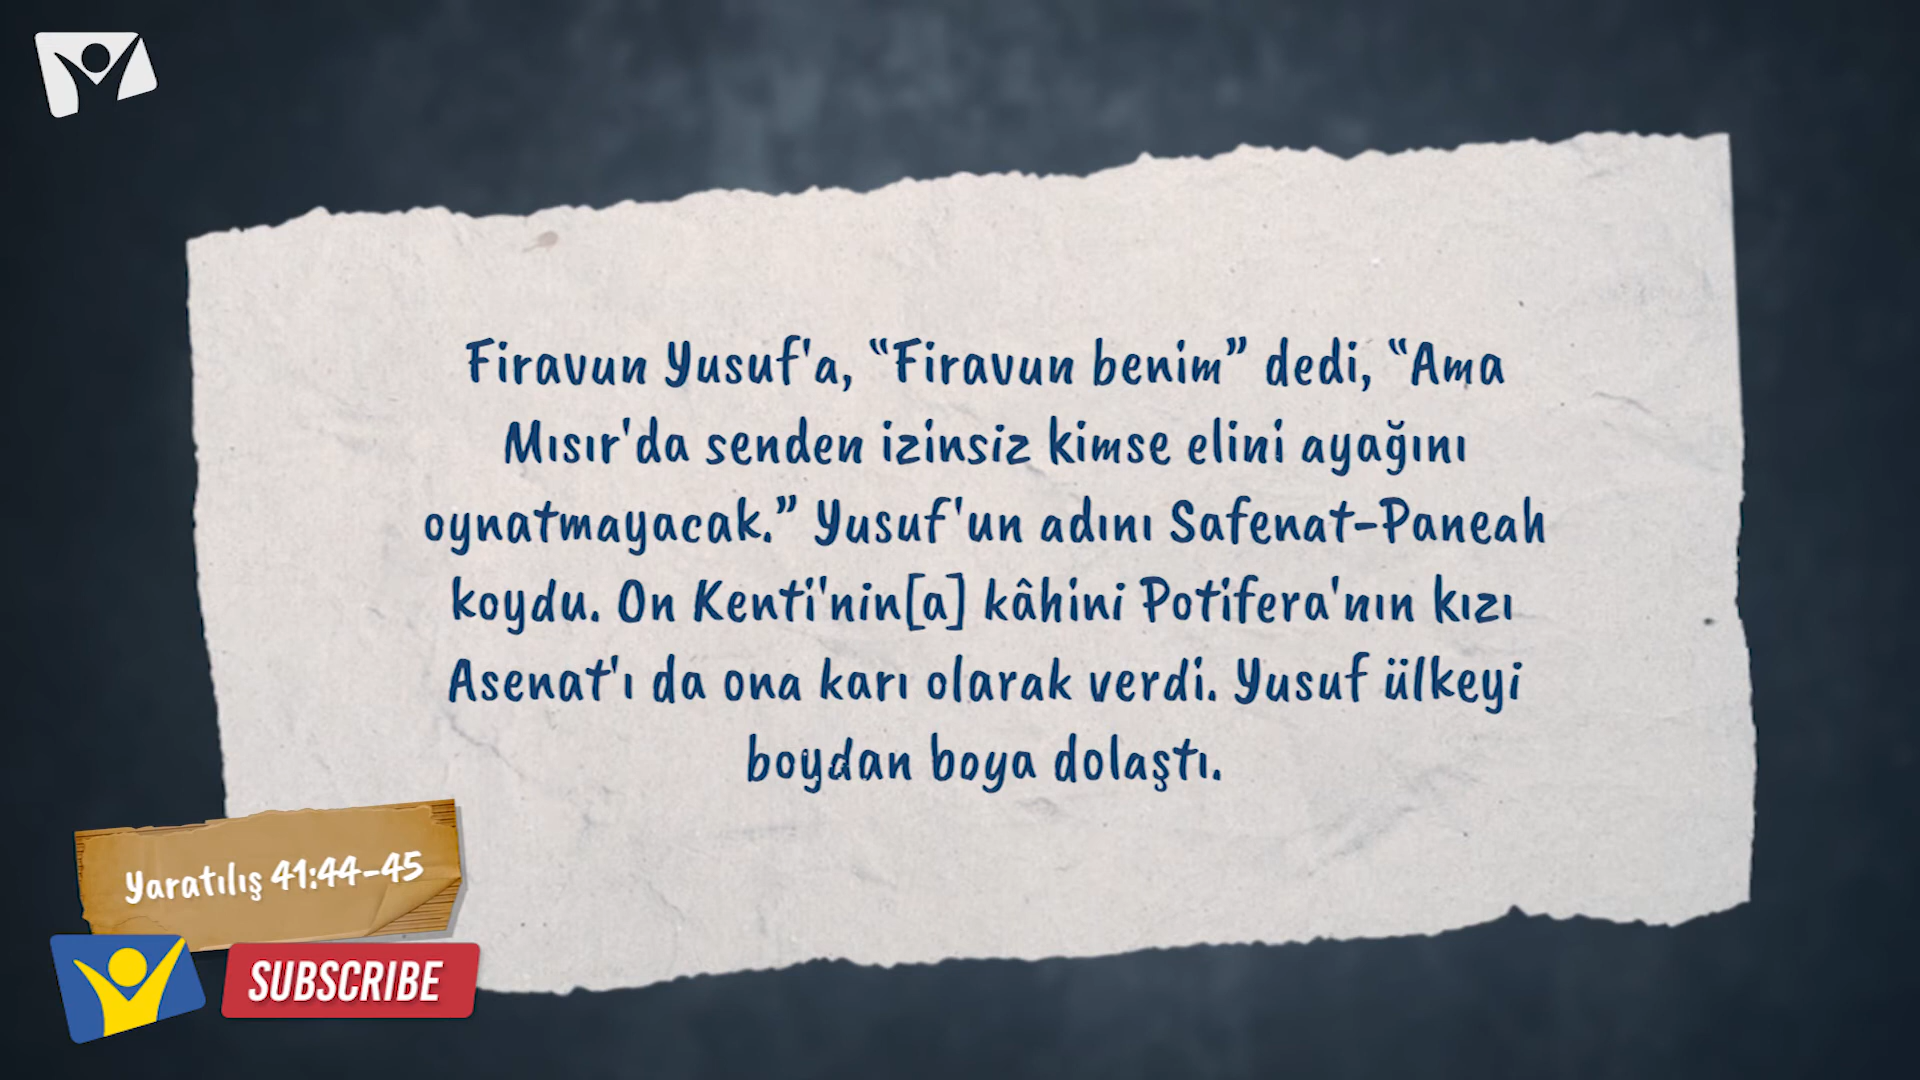 Firavun Yusuf'a, “Firavun benim” dedi, “Ama
Mısır'da senden izinsiz kimse elini ayağını
oynatmayacak.” Yusuf'un adını Safenat-Paneah
koydu. On Kenti'nin[a] kâhini Potifera'nın kızı
Asenat'ı da ona karı olarak verdi. Yusuf ülkeyi
boydan boya dolaştı.
Yaratılış 41:44-45
SUBSCRIBE